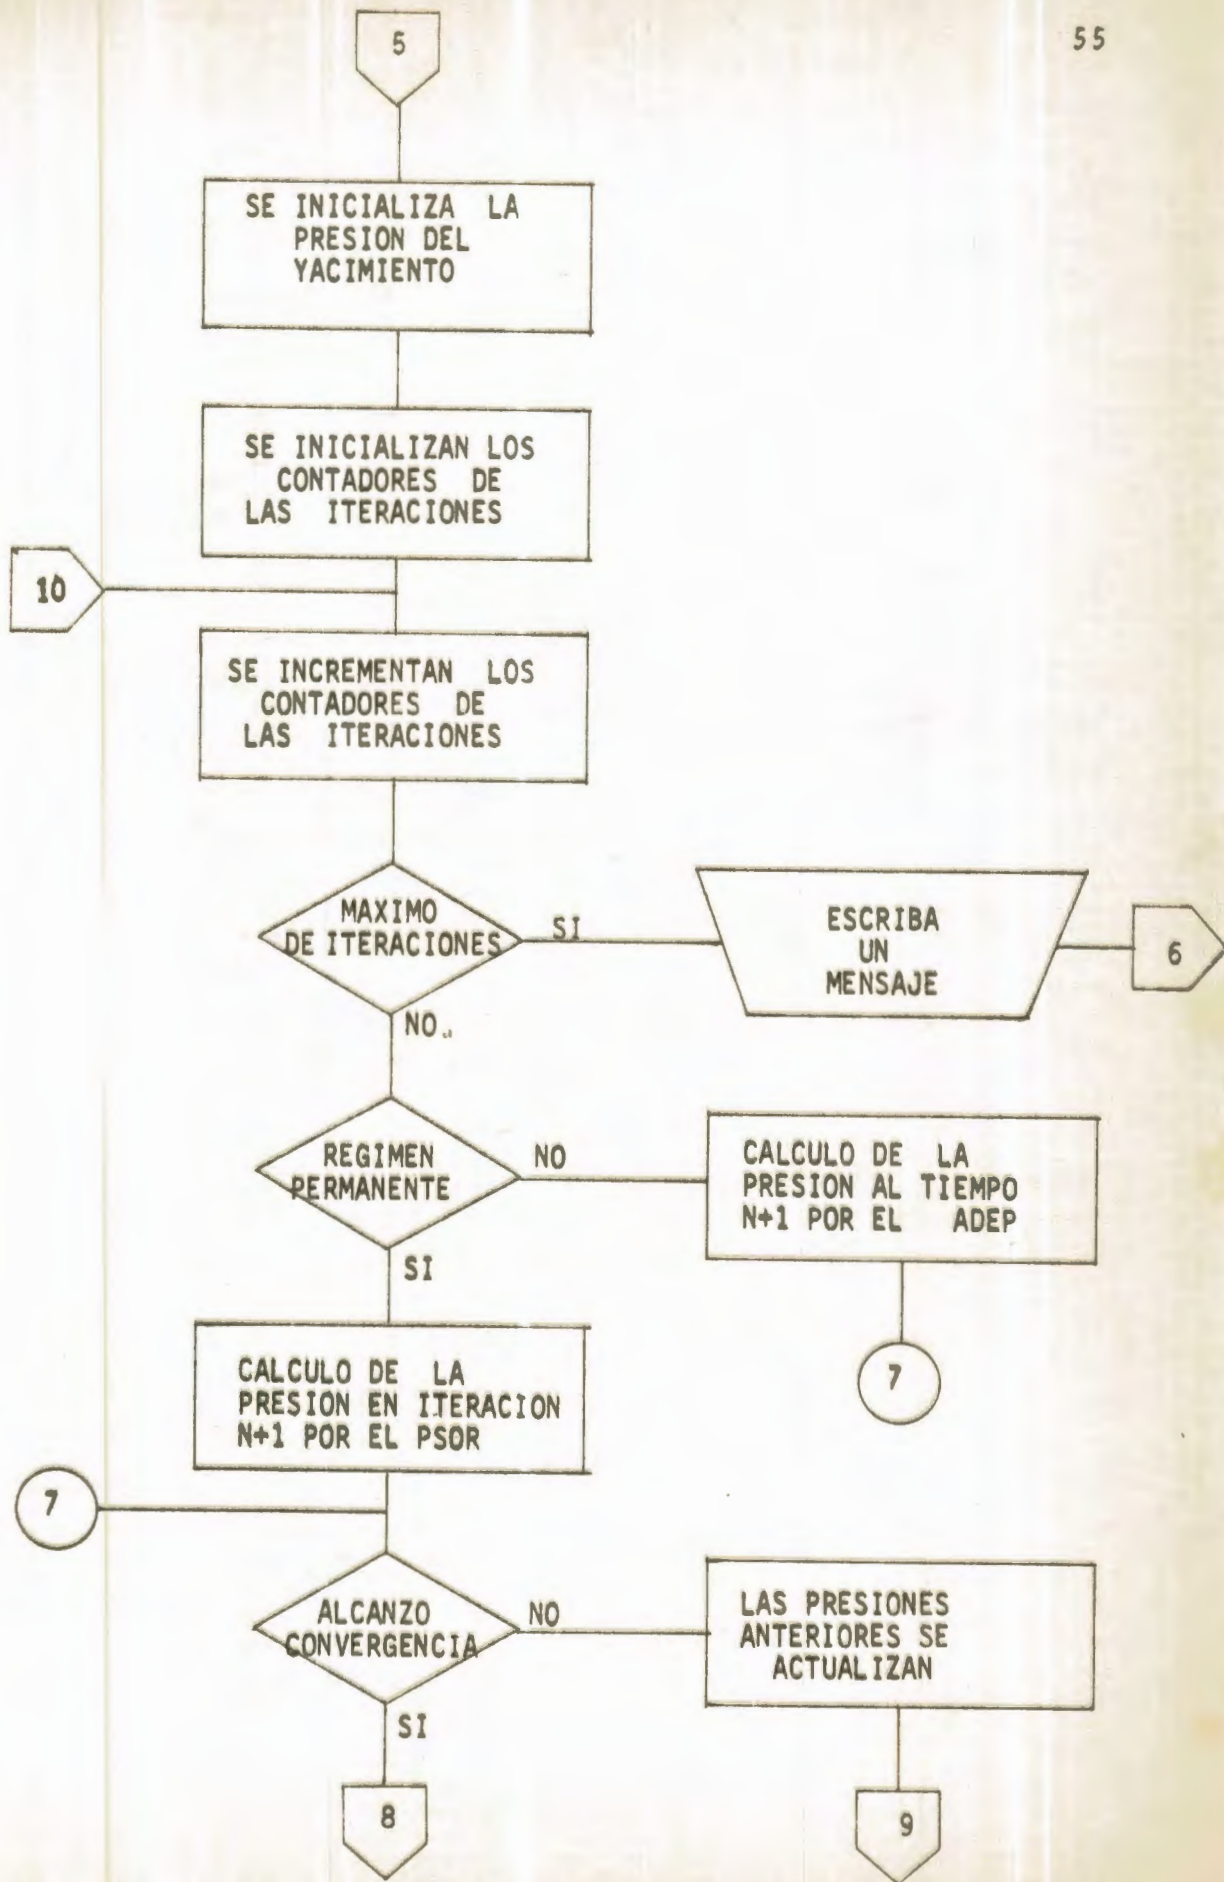 55
5
SE INICIALIZA LA
PRESION DEL
YACIMIENTO
SE INICIALIZAN LOS
CONTADORES DE
LAS ITERACIONES
10
SE INCREMENTAN LOS
CONTADORES DE
LAS ITERACIONES
MAXIMO
DE ITERACIONES
SI
ESCRIBA
UN
MENSAJE
6
NO
REGIMEN
PERMANENTE
NO
CALCULO DE LA
PRESION AL TIEMPO
N+1 POR EL ADEP
SI
7
CALCULO DE LA
PRESION EN ITERACION
N+1 POR EL PSOR
7
ALCANZO
CONVERGENCIA
NO
LAS PRESIONES
ANTERIORES SE
ACTUALIZAN
SI
8
9